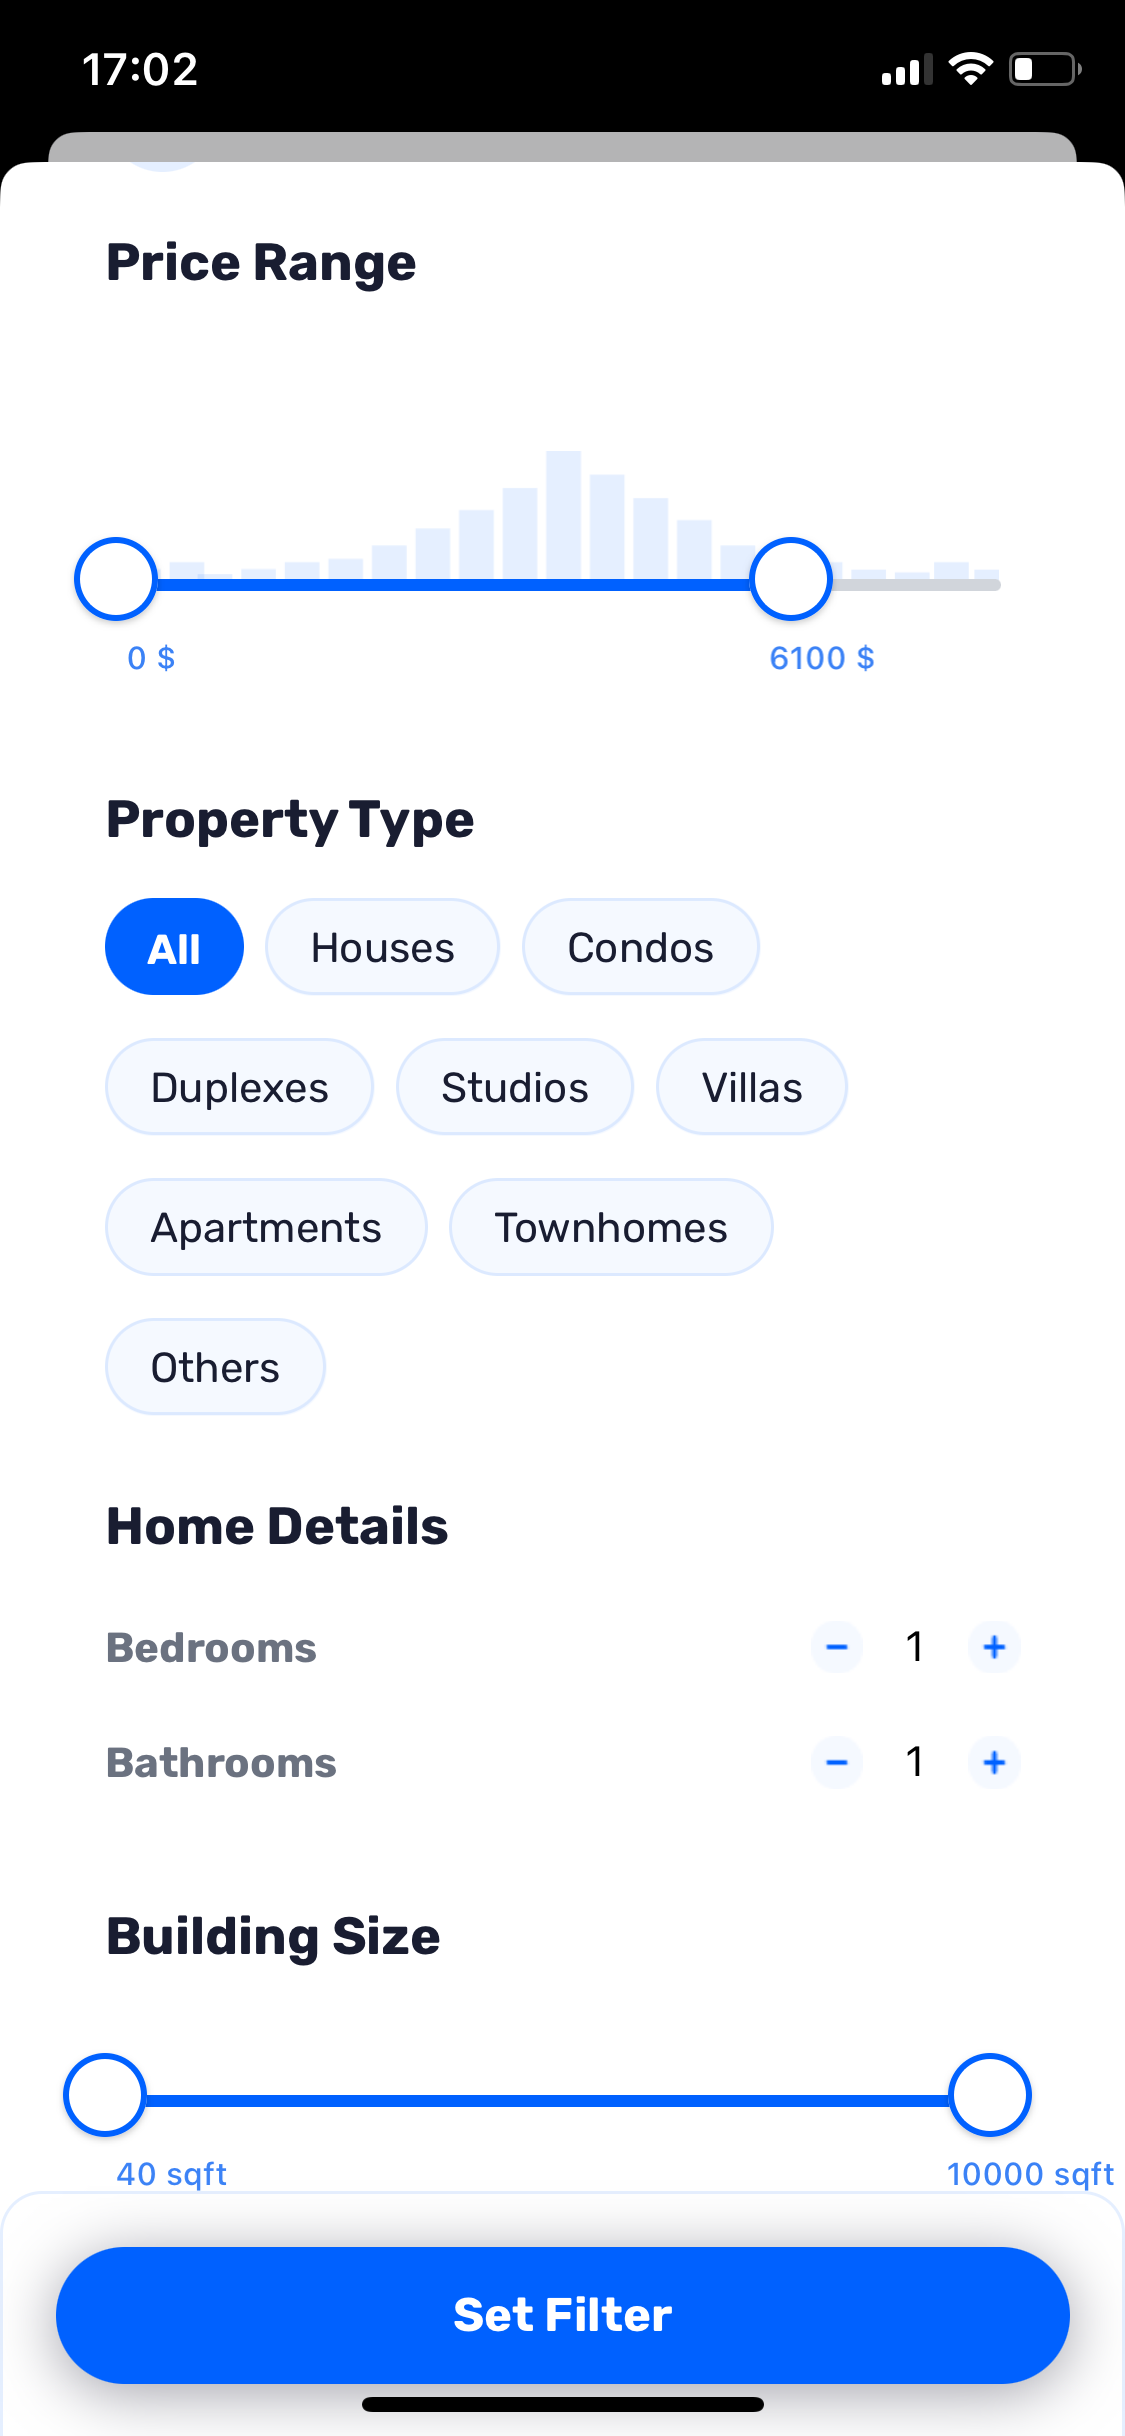 17:02
Price Range
0 $ 6100 $
Property Type
All Houses Condos
Duplexes Studios Villas
Apartments Townhomes
Others
Home Details
Bedrooms − 1 +
Bathrooms − 1 +
Building Size
40 sqft 10000 sqft
Set Filter